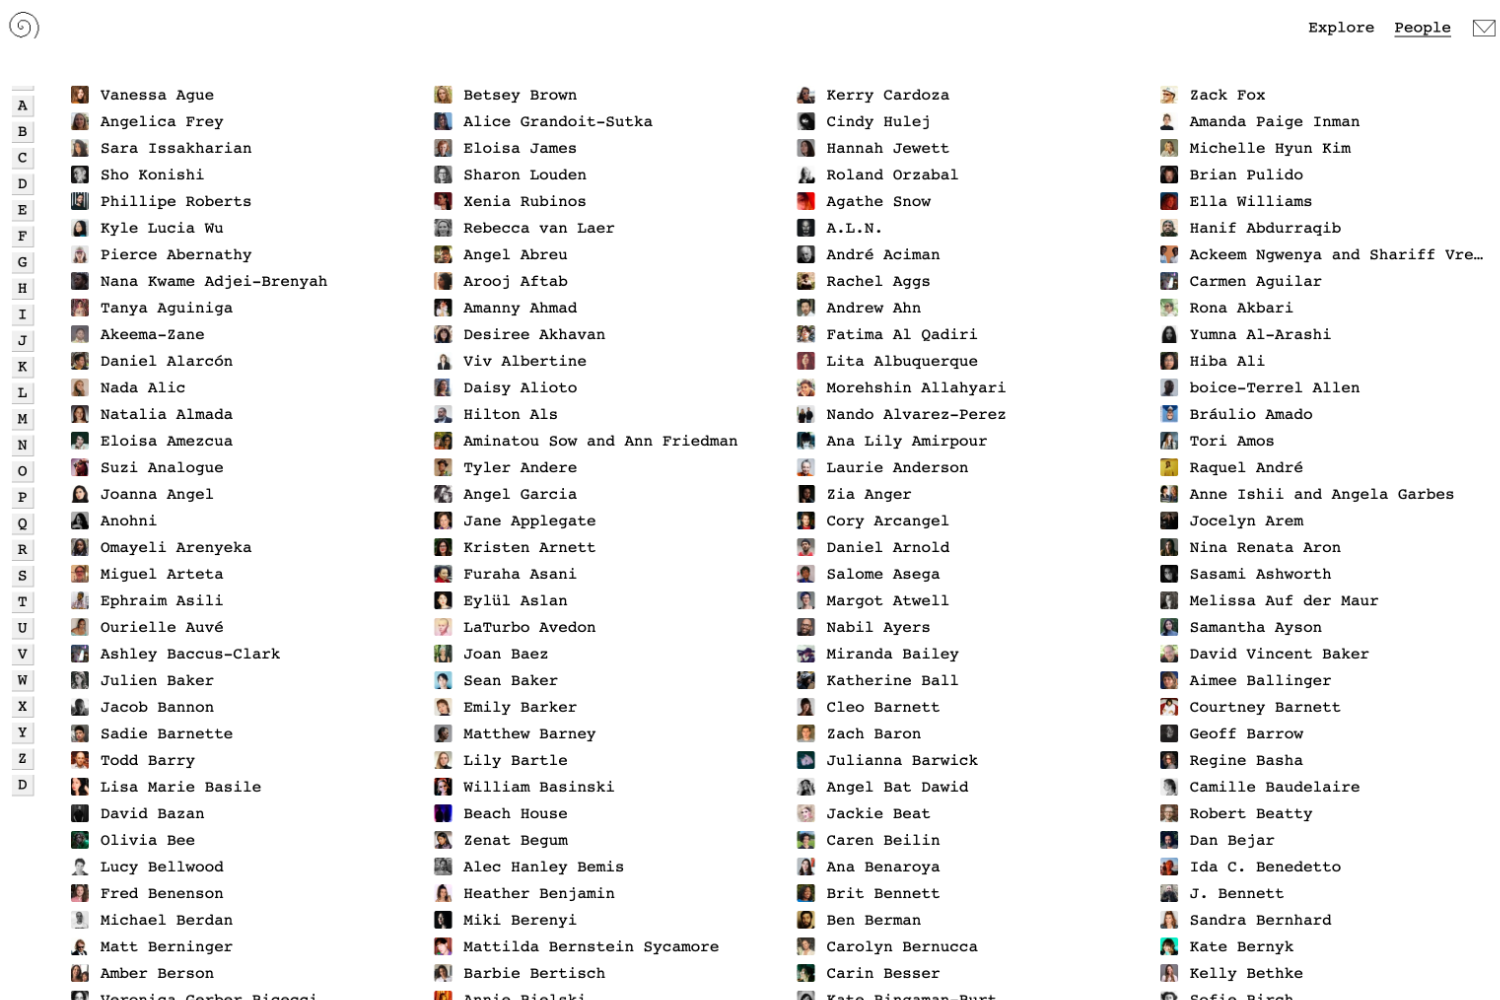 Explore People
A
B
C
D
E
F
G
H
I
J
K
L
M
N
O
P
Q
R
S
T
U
V
W
X
Y
Z
D
Vanessa Ague Betsey Brown Kerry Cardoza Zack Fox
Angelica Frey Alice Grandoit-Sutka Cindy Hulej Amanda Paige Inman
Sara Issakharian Eloisa James Hannah Jewett Michelle Hyun Kim
Sho Konishi Sharon Louden Roland Orzabal Brian Pulido
Phillipe Roberts Xenia Rubinos Agathe Snow Ella Williams
Kyle Lucia Wu Rebecca van Laer A.L.N. Hanif Abdurraqib
Pierce Abernathy Angel Abreu André Aciman Ackeem Ngwenya and Shariff Vre…
Nana Kwame Adjei-Brenyah Arooj Aftab Rachel Aggs Carmen Aguilar
Tanya Aguiniga Amanny Ahmad Andrew Ahn Rona Akbari
Akeema-Zane Desiree Akhavan Fatima Al Qadiri Yumna Al-Arashi
Daniel Alarcón Viv Albertine Lita Albuquerque Hiba Ali
Nada Alic Daisy Alioto Morehshin Allahyari boice-Terrel Allen
Natalia Almada Hilton Als Nando Alvarez-Perez Bráulio Amado
Eloisa Amezcua Aminatou Sow and Ann Friedman Ana Lily Amirpour Tori Amos
Suzi Analogue Tyler Andere Laurie Anderson Raquel André
Joanna Angel Angel Garcia Zia Anger Anne Ishii and Angela Garbes
Anohni Jane Applegate Cory Arcangel Jocelyn Arem
Omayeli Arenyeka Kristen Arnett Daniel Arnold Nina Renata Aron
Miguel Arteta Furaha Asani Salome Asega Sasami Ashworth
Ephraim Asili Eylül Aslan Margot Atwell Melissa Auf der Maur
Ourielle Auvé LaTurbo Avedon Nabil Ayers Samantha Ayson
Ashley Baccus-Clark Joan Baez Miranda Bailey David Vincent Baker
Julien Baker Sean Baker Katherine Ball Aimee Ballinger
Jacob Bannon Emily Barker Cleo Barnett Courtney Barnett
Sadie Barnette Matthew Barney Zach Baron Geoff Barrow
Todd Barry Lily Bartle Julianna Barwick Regine Basha
Lisa Marie Basile William Basinski Angel Bat Dawid Camille Baudelaire
David Bazan Beach House Jackie Beat Robert Beatty
Olivia Bee Zenat Begum Caren Beilin Dan Bejar
Lucy Bellwood Alec Hanley Bemis Ana Benaroya Ida C. Benedetto
Fred Benenson Heather Benjamin Brit Bennett J. Bennett
Michael Berdan Miki Berenyi Ben Berman Sandra Bernhard
Matt Berninger Mattilda Bernstein Sycamore Carolyn Bernucca Kate Bernyk
Amber Berson Barbie Bertisch Carin Besser Kelly Bethke
Veronica Gerber Bicecci Annie Bielski Kate Bingaman-Burt Sofie Birch